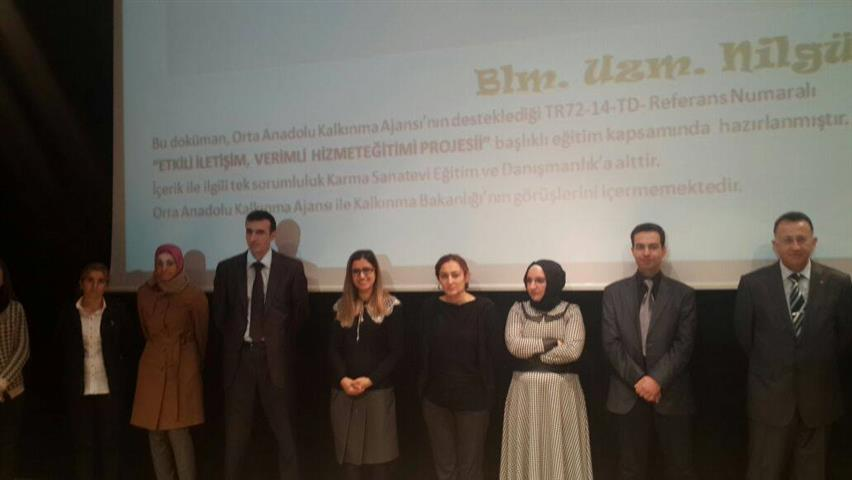 Blm. Uzm. Nilgü
Bu doküman, Orta Anadolu Kalkınma Ajansı'nın desteklediği TR72-14-TD- Referans Numaralı
"ETKİLİ İLETİŞİM, VERİMLİ HİZMETEĞİTİMİ PROJESİİ" başlıklı eğitim kapsamında hazırlanmıştır.
İçerik ile ilgili tek sorumluluk Karma Sanatevi Eğitim ve Danışmanlık'a aittir.
Orta Anadolu Kalkınma Ajansı ile Kalkınma Bakanlığı'nın görüşlerini içermemektedir.